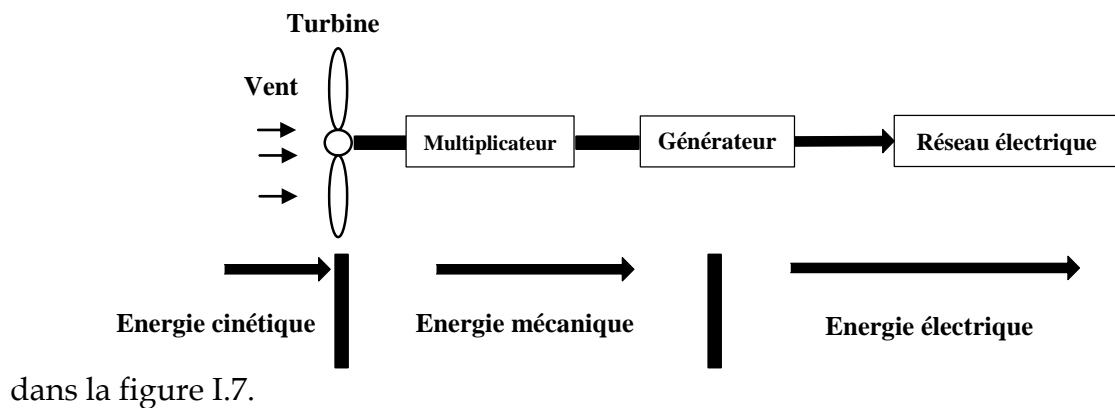 Turbine
Vent
Multiplicateur
Générateur
Réseau électrique
Energie cinétique
Energie mécanique
Energie électrique
dans la figure I.7.